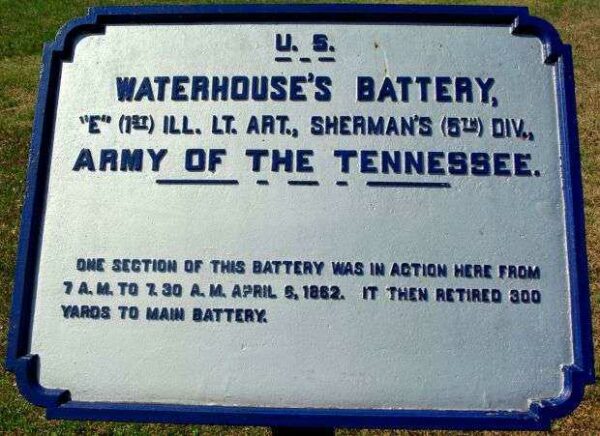 U. S.
WATERHOUSE'S BATTERY,
"E" (1ST) ILL. LT. ART., SHERMAN'S (5TH) DIV.,
ARMY OF THE TENNESSEE.
ONE SECTION OF THIS BATTERY WAS IN ACTION HERE FROM
7 A. M. TO 7.30 A. M. APRIL 6, 1862. IT THEN RETIRED 300
YARDS TO MAIN BATTERY.